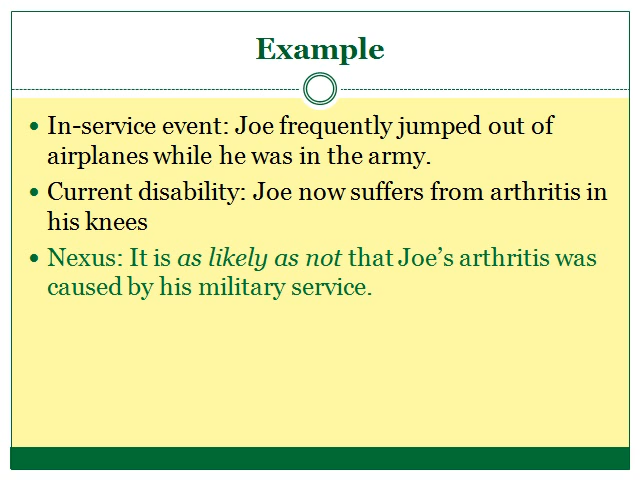 Example
• In-service event: Joe frequently jumped out of
airplanes while he was in the army.
• Current disability: Joe now suffers from arthritis in
his knees
• Nexus: It is as likely as not that Joe’s arthritis was
caused by his military service.